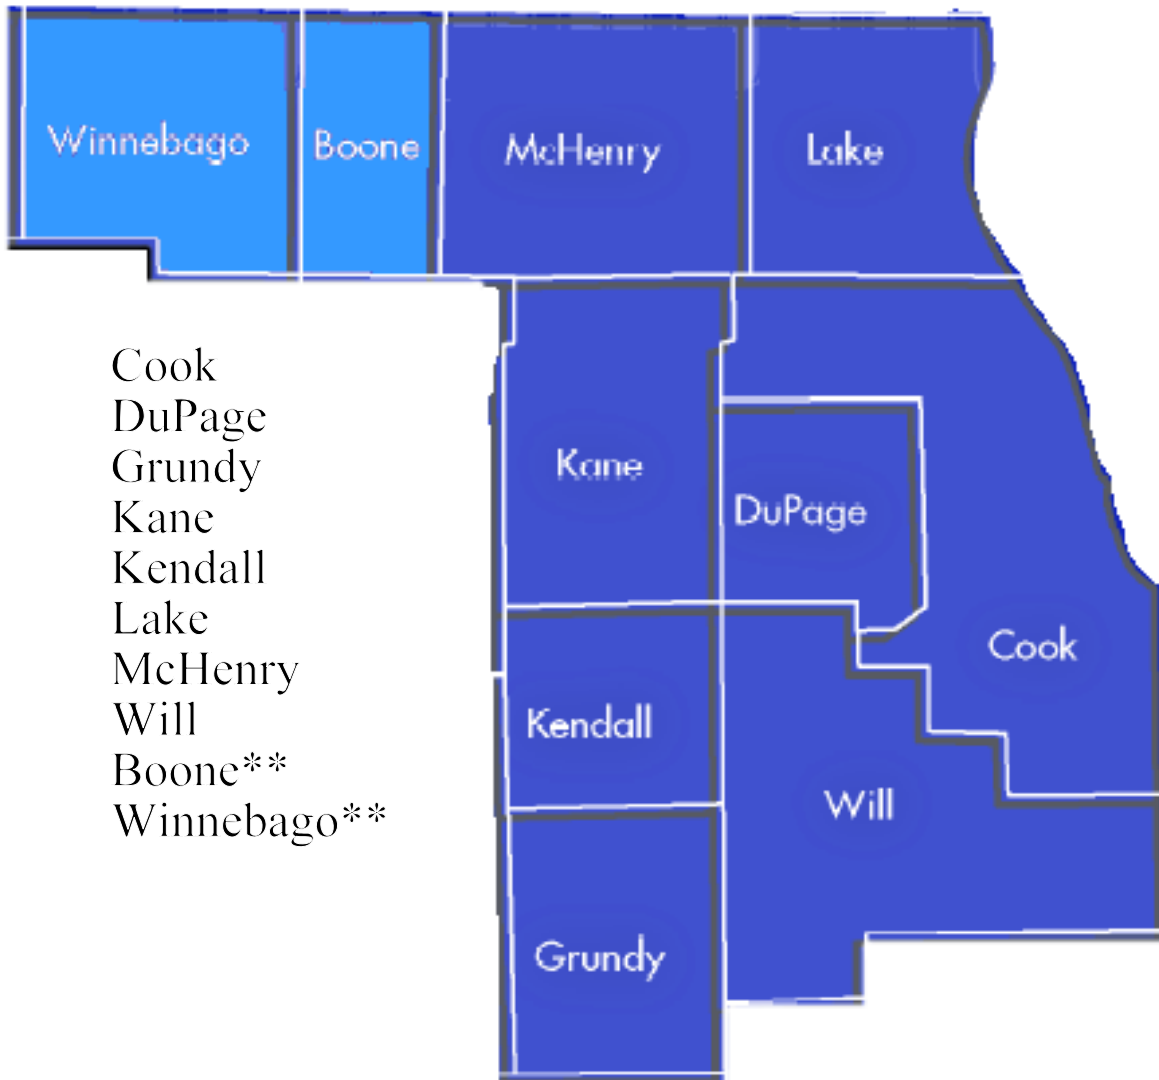 Winnebago
Boone
McHenry
Lake
Cook
DuPage
Grundy
Kane
Kendall
Lake
McHenry
Will
Boone**
Winnebago**
Kane
DuPage
Cook
Kendall
Will
Grundy